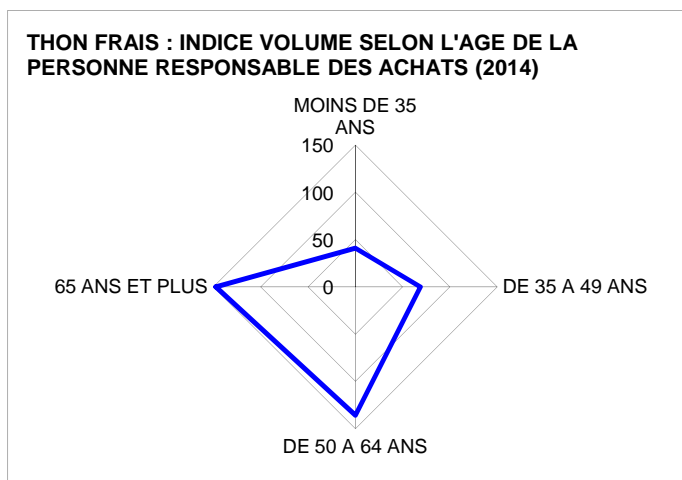 THON FRAIS : INDICE VOLUME SELON L'AGE DE LA
PERSONNE RESPONSABLE DES ACHATS (2014)
MOINS DE 35
ANS
150
100
50
0
65 ANS ET PLUS
DE 35 A 49 ANS
DE 50 A 64 ANS